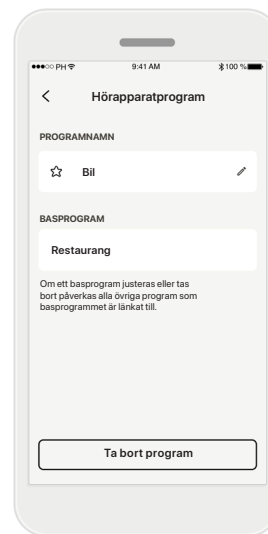 PH 9:41 AM 100 %
Hörapparatprogram
PROGRAMNAMN
Bil
BASPROGRAM
Restaurang
Om ett basprogram justeras eller tas
bort påverkas alla övriga program som
basprogrammet är länkat till.
Ta bort program